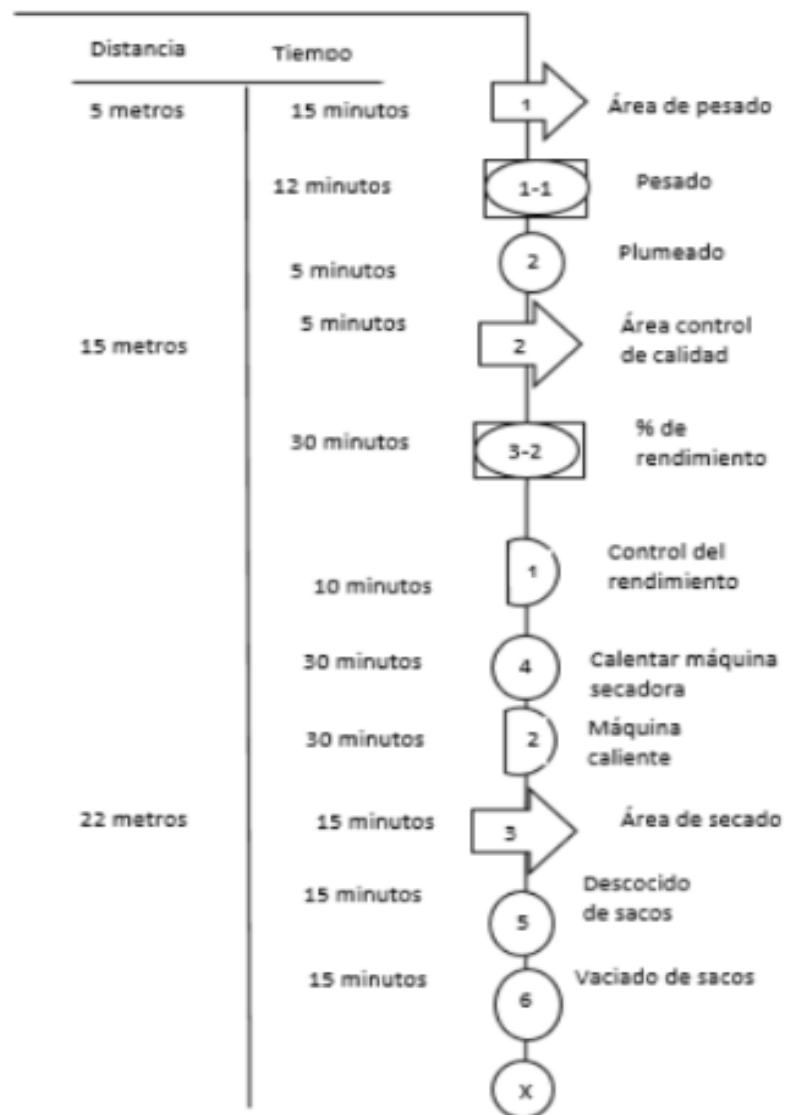 Distancia Tiempo
5 metros 15 minutos 1 Área de pesado
12 minutos 1-1 Pesado
5 minutos 2 Plumeado
15 metros 5 minutos 2 Área control
de calidad
30 minutos 3-2 % de
rendimiento
10 minutos 1 Control del
rendimiento
30 minutos 4 Calentar máquina
secadora
30 minutos 2 Máquina
caliente
22 metros 15 minutos 3 Área de secado
15 minutos 5 Descocido
de sacos
15 minutos 6 Vaciado de sacos
X